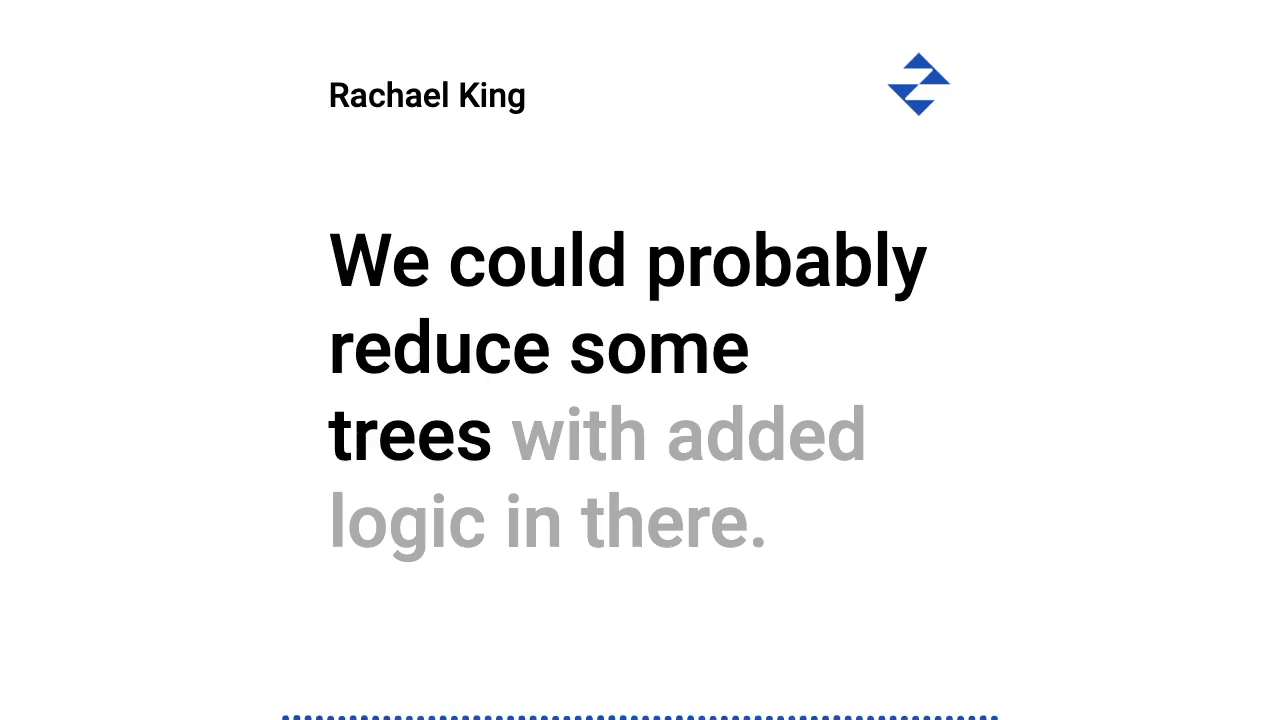 Rachael King
We could probably
reduce some
trees with added
logic in there.